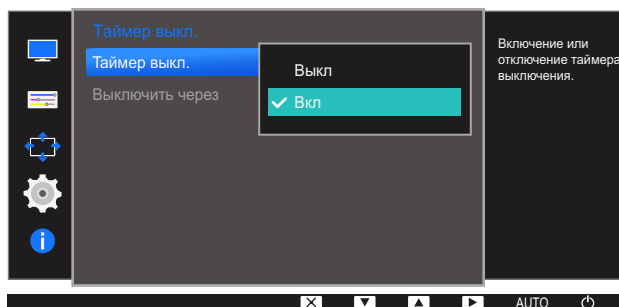 Таймер выкл.
Таймер выкл.
Выключить через
Выкл
Вкл
Включение или
отключение таймера
выключения.
AUTO